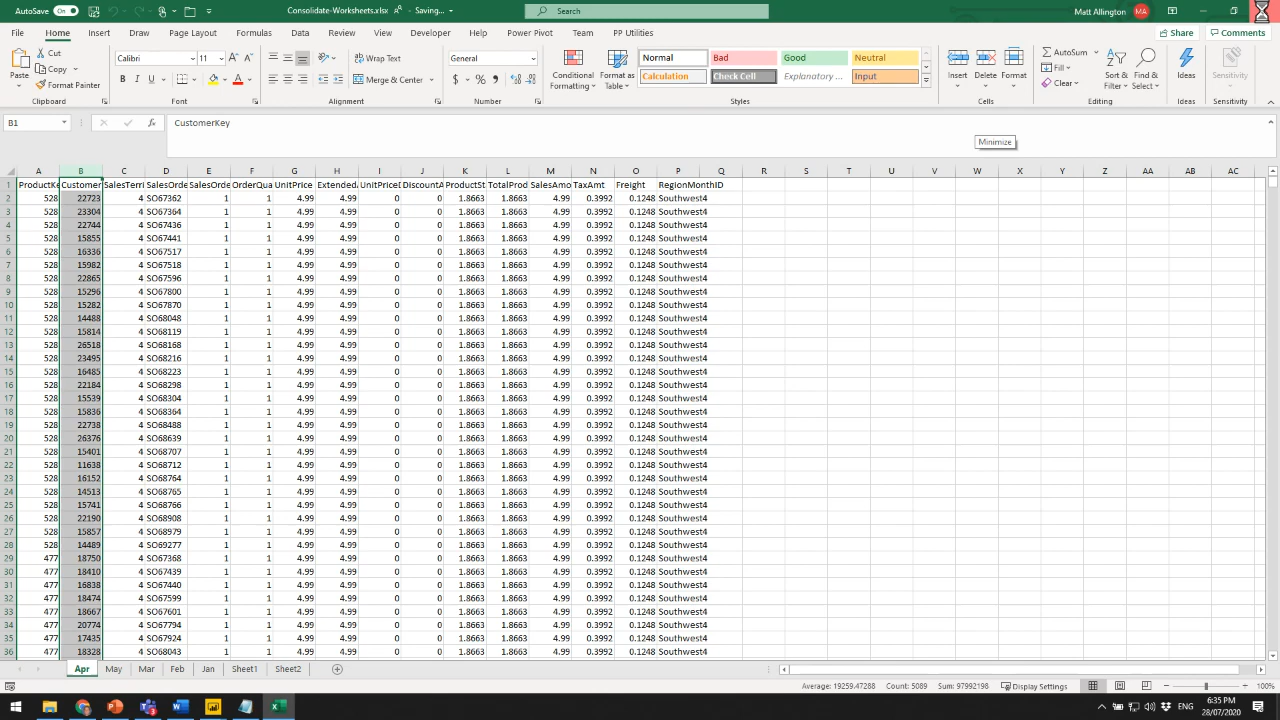 AutoSave On Consolidate-Worksheets.xlsx Saving... Search Matt Allington MA
File Home Insert Draw Page Layout Formulas Data Review View Developer Help Power Pivot Team PP Utilities Share Comments
Paste Cut Copy Format Painter Clipboard
Calibri 11 B I U Font
Merge & Center Alignment
General $ % Number
Conditional Formatting Format as Table
Normal Bad Good Neutral
Calculation Check Cell Explanatory ... Input Styles
Insert Delete Format Cells
AutoSum Fill Clear Sort & Filter Find & Select Editing
Ideas Ideas
Sensitivity Sensitivity
B1 fx CustomerKey
Minimize
A B C D E F G H I J K L M N O P Q R S T U V W X Y Z AA AB AC
1 ProductKe Customer SalesTerri SalesOrde SalesOrde OrderQua UnitPrice Extended UnitPriceD DiscountA ProductSt TotalProd SalesAmo TaxAmt Freight RegionMonthID
2 528 22723 4 SO67362 1 1 4.99 4.99 0 0 1.8663 1.8663 4.99 0.3992 0.1248 Southwest4
3 528 23304 4 SO67364 1 1 4.99 4.99 0 0 1.8663 1.8663 4.99 0.3992 0.1248 Southwest4
4 528 22744 4 SO67436 1 1 4.99 4.99 0 0 1.8663 1.8663 4.99 0.3992 0.1248 Southwest4
5 528 15855 4 SO67441 1 1 4.99 4.99 0 0 1.8663 1.8663 4.99 0.3992 0.1248 Southwest4
6 528 16336 4 SO67517 1 1 4.99 4.99 0 0 1.8663 1.8663 4.99 0.3992 0.1248 Southwest4
7 528 15982 4 SO67518 1 1 4.99 4.99 0 0 1.8663 1.8663 4.99 0.3992 0.1248 Southwest4
8 528 22865 4 SO67596 1 1 4.99 4.99 0 0 1.8663 1.8663 4.99 0.3992 0.1248 Southwest4
9 528 15296 4 SO67800 1 1 4.99 4.99 0 0 1.8663 1.8663 4.99 0.3992 0.1248 Southwest4
10 528 15282 4 SO67870 1 1 4.99 4.99 0 0 1.8663 1.8663 4.99 0.3992 0.1248 Southwest4
11 528 14488 4 SO68048 1 1 4.99 4.99 0 0 1.8663 1.8663 4.99 0.3992 0.1248 Southwest4
12 528 15814 4 SO68119 1 1 4.99 4.99 0 0 1.8663 1.8663 4.99 0.3992 0.1248 Southwest4
13 528 26518 4 SO68168 1 1 4.99 4.99 0 0 1.8663 1.8663 4.99 0.3992 0.1248 Southwest4
14 528 23495 4 SO68216 1 1 4.99 4.99 0 0 1.8663 1.8663 4.99 0.3992 0.1248 Southwest4
15 528 16485 4 SO68223 1 1 4.99 4.99 0 0 1.8663 1.8663 4.99 0.3992 0.1248 Southwest4
16 528 22184 4 SO68298 1 1 4.99 4.99 0 0 1.8663 1.8663 4.99 0.3992 0.1248 Southwest4
17 528 15539 4 SO68304 1 1 4.99 4.99 0 0 1.8663 1.8663 4.99 0.3992 0.1248 Southwest4
18 528 15836 4 SO68364 1 1 4.99 4.99 0 0 1.8663 1.8663 4.99 0.3992 0.1248 Southwest4
19 528 22738 4 SO68488 1 1 4.99 4.99 0 0 1.8663 1.8663 4.99 0.3992 0.1248 Southwest4
20 528 26376 4 SO68639 1 1 4.99 4.99 0 0 1.8663 1.8663 4.99 0.3992 0.1248 Southwest4
21 528 15401 4 SO68707 1 1 4.99 4.99 0 0 1.8663 1.8663 4.99 0.3992 0.1248 Southwest4
22 528 11638 4 SO68712 1 1 4.99 4.99 0 0 1.8663 1.8663 4.99 0.3992 0.1248 Southwest4
23 528 16152 4 SO68764 1 1 4.99 4.99 0 0 1.8663 1.8663 4.99 0.3992 0.1248 Southwest4
24 528 14513 4 SO68765 1 1 4.99 4.99 0 0 1.8663 1.8663 4.99 0.3992 0.1248 Southwest4
25 528 15741 4 SO68766 1 1 4.99 4.99 0 0 1.8663 1.8663 4.99 0.3992 0.1248 Southwest4
26 528 22190 4 SO68908 1 1 4.99 4.99 0 0 1.8663 1.8663 4.99 0.3992 0.1248 Southwest4
27 528 15857 4 SO68979 1 1 4.99 4.99 0 0 1.8663 1.8663 4.99 0.3992 0.1248 Southwest4
28 528 14489 4 SO69277 1 1 4.99 4.99 0 0 1.8663 1.8663 4.99 0.3992 0.1248 Southwest4
29 477 18750 4 SO67368 1 1 4.99 4.99 0 0 1.8663 1.8663 4.99 0.3992 0.1248 Southwest4
30 477 18410 4 SO67439 1 1 4.99 4.99 0 0 1.8663 1.8663 4.99 0.3992 0.1248 Southwest4
31 477 16838 4 SO67440 1 1 4.99 4.99 0 0 1.8663 1.8663 4.99 0.3992 0.1248 Southwest4
32 477 18474 4 SO67599 1 1 4.99 4.99 0 0 1.8663 1.8663 4.99 0.3992 0.1248 Southwest4
33 477 18667 4 SO67601 1 1 4.99 4.99 0 0 1.8663 1.8663 4.99 0.3992 0.1248 Southwest4
34 477 20774 4 SO67794 1 1 4.99 4.99 0 0 1.8663 1.8663 4.99 0.3992 0.1248 Southwest4
35 477 17435 4 SO67924 1 1 4.99 4.99 0 0 1.8663 1.8663 4.99 0.3992 0.1248 Southwest4
36 477 18328 4 SO68043 1 1 4.99 4.99 0 0 1.8663 1.8663 4.99 0.3992 0.1248 Southwest4
Apr May Mar Feb Jan Sheet1 Sheet2
Average: 19259.47288 Count: 5089 Sum: 97992198 Display Settings 100%
ENG 6:35 PM
28/07/2020